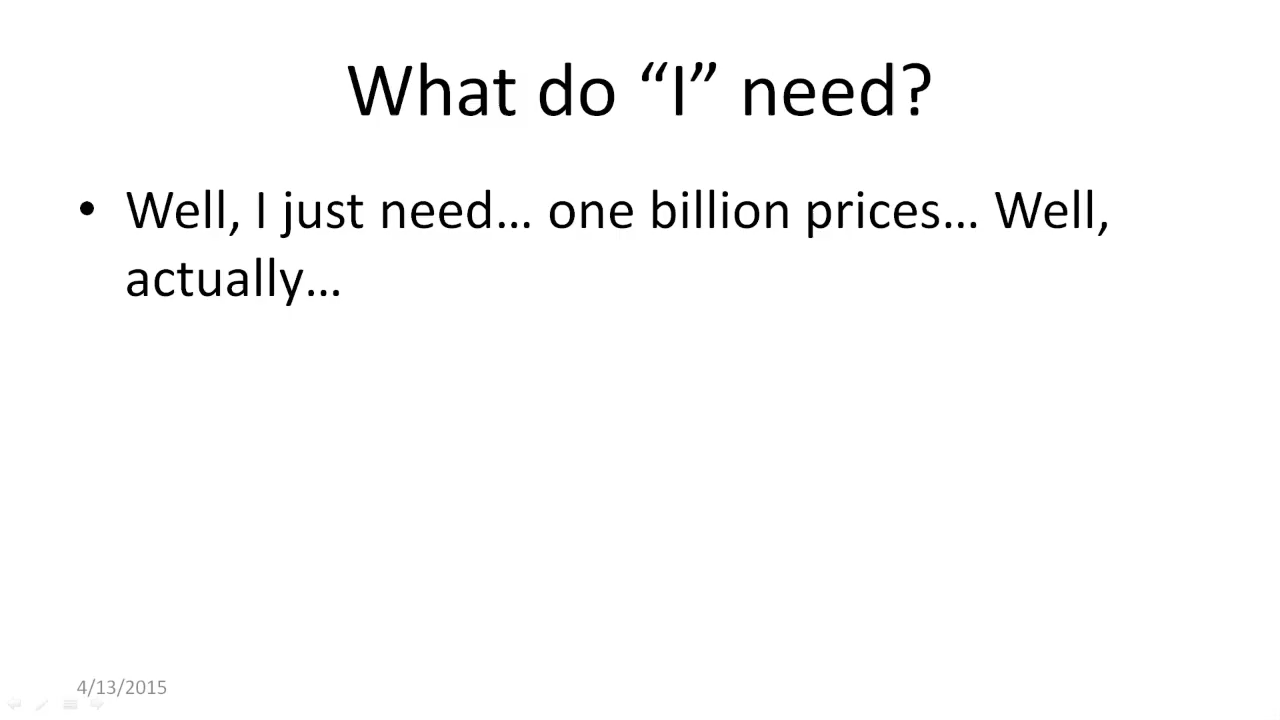 What do “I” need?
• Well, I just need… one billion prices… Well,
actually…
4/13/2015